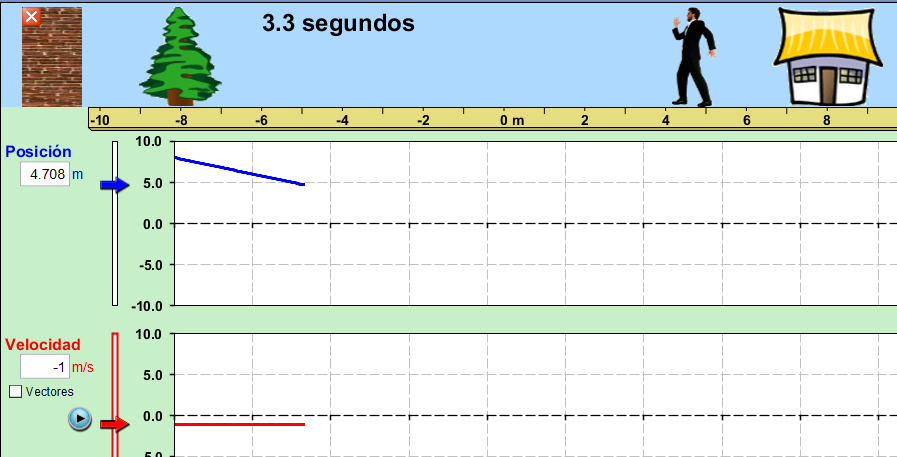 3.3 segundos
-10 -8 -6 -4 -2 0 m 2 4 6 8
Posición
4.708 m
10.0
5.0
0.0
-5.0
-10.0
Velocidad
-1 m/s
Vectores
10.0
5.0
0.0